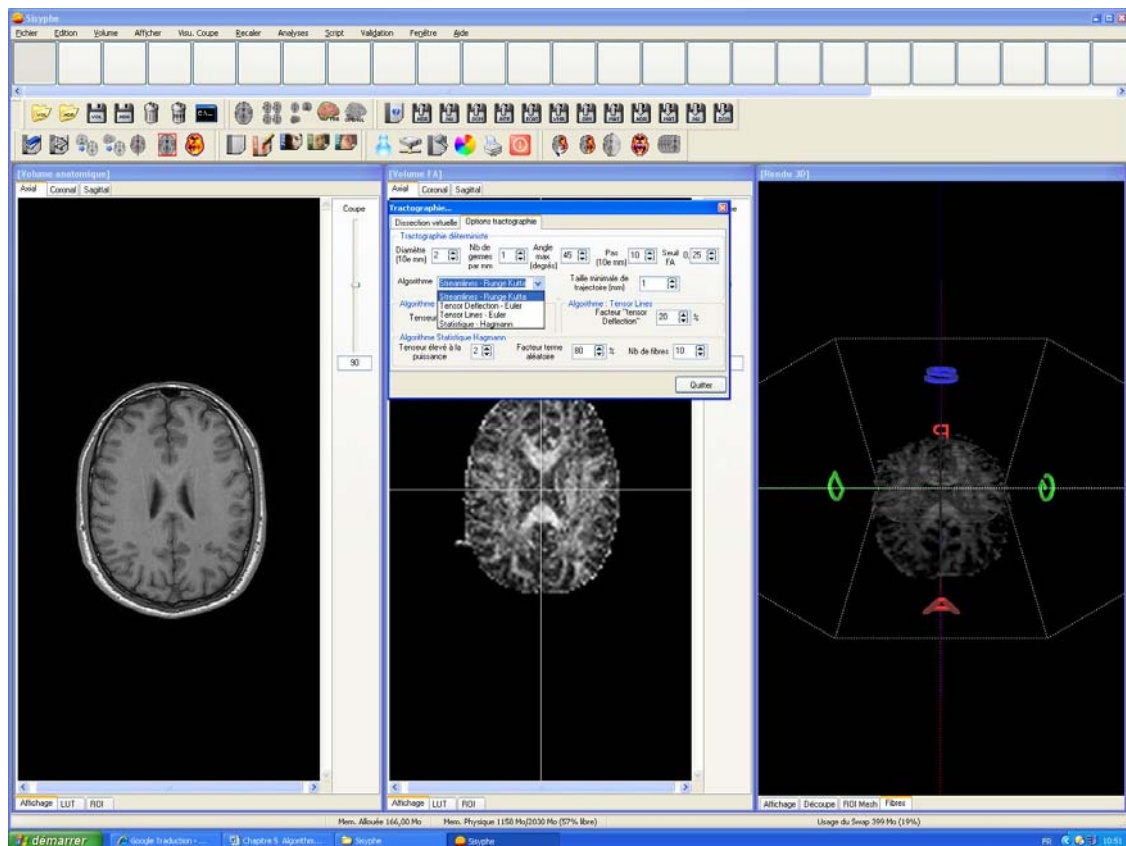 Sisyphe
Fichier Edition Volume Afficher Visu. Coupe Recaler Analyses Script Validation Fenêtre Aide
[Volume anatomique]
Axial Coronal Sagittal
Coupe
90
Affichage LUT ROI
[Volume FA]
Axial Coronal Sagittal
Tractographie...
Dissection virtuelle Options tractographie
Tractographie déterministe
Diamètre (10e mm) 2 Nb de germes par mm 1 Angle max (degrés) 45 Pas (10e mm) 10 Seuil FA 0, 25
Algorithme Streamlines - Runge Kutta Taille minimale de trajectoire (mm) 1
Streamlines - Runge Kutta
Tensor Deflection - Euler
Tensor Lines - Euler
Statistique - Hagmann
Algorithme
Tenseur
Algorithme : Tensor Lines
Facteur "tensor Deflection" 20 %
Algorithme Statistique Hagmann
Tenseur élevé à la puissance 2 Facteur terme aléatoire 80 % Nb de fibres 10
Quitter
Affichage LUT ROI
[Rendu 3D]
Affichage Découpe ROI Mesh Fibres
Mem. Allouée 166,00 Mo Mem. Physique 1158 Mo/2030 Mo (57% libre) Usage du Swap 399 Mo (19%)
démarrer Google Traduction - ... Chapitre 5 Algorithm... Sisyphe Sisyphe FR 10:51